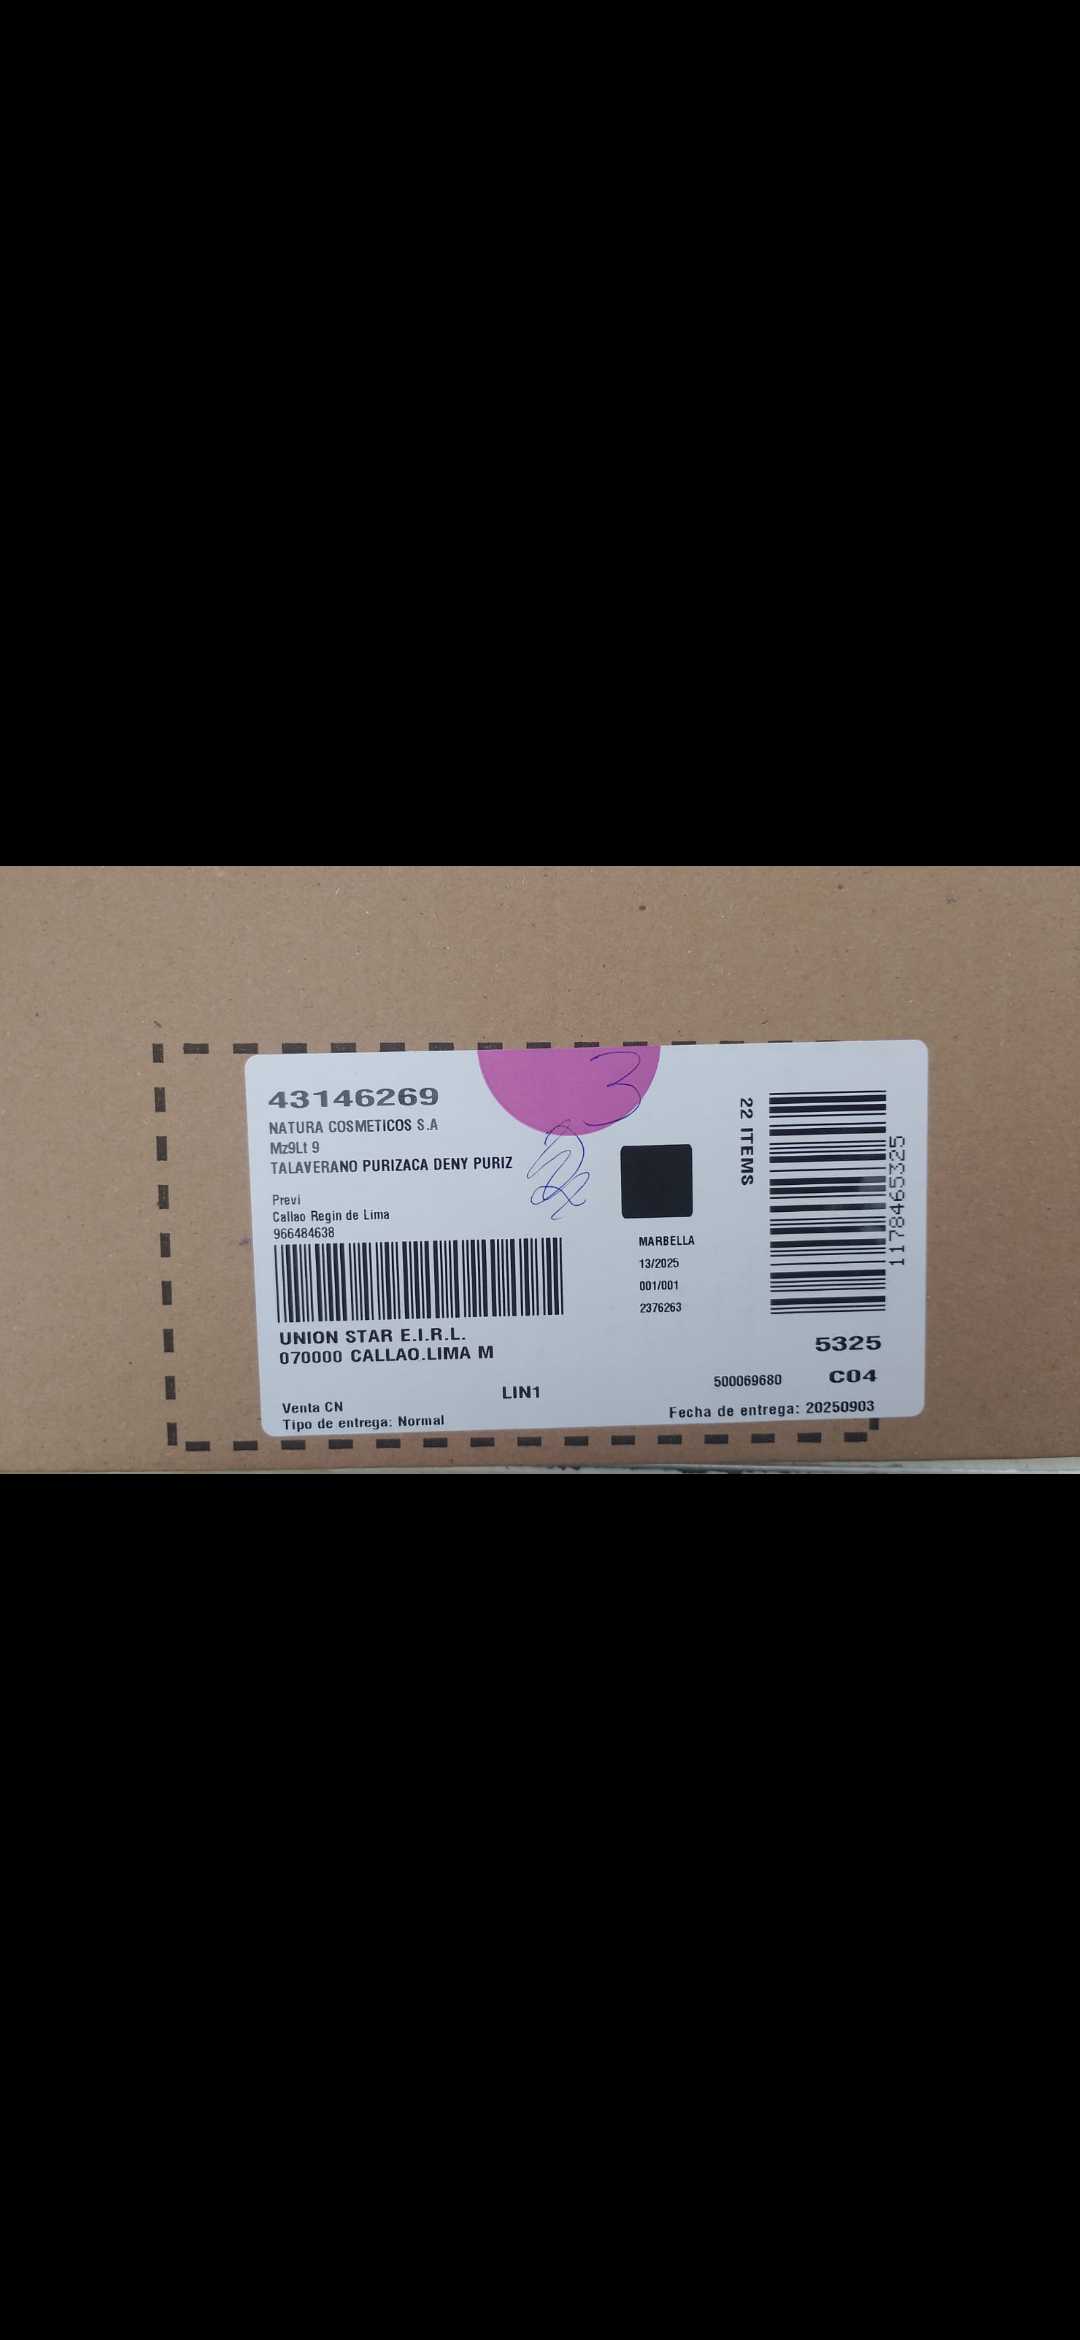 43146269
NATURA COSMETICOS S.A
Mz9Lt 9
TALAVERANO PURIZACA DENY PURIZ
Previ
Callao Regin de Lima
966484638
UNION STAR E.I.R.L.
070000 CALLAO.LIMA M
LIN1
Venta CN
Tipo de entrega: Normal
3
MARBELLA
13/2025
001/001
2376263
22 ITEMS
1178465325
5325
500069680 C04
Fecha de entrega: 20250903